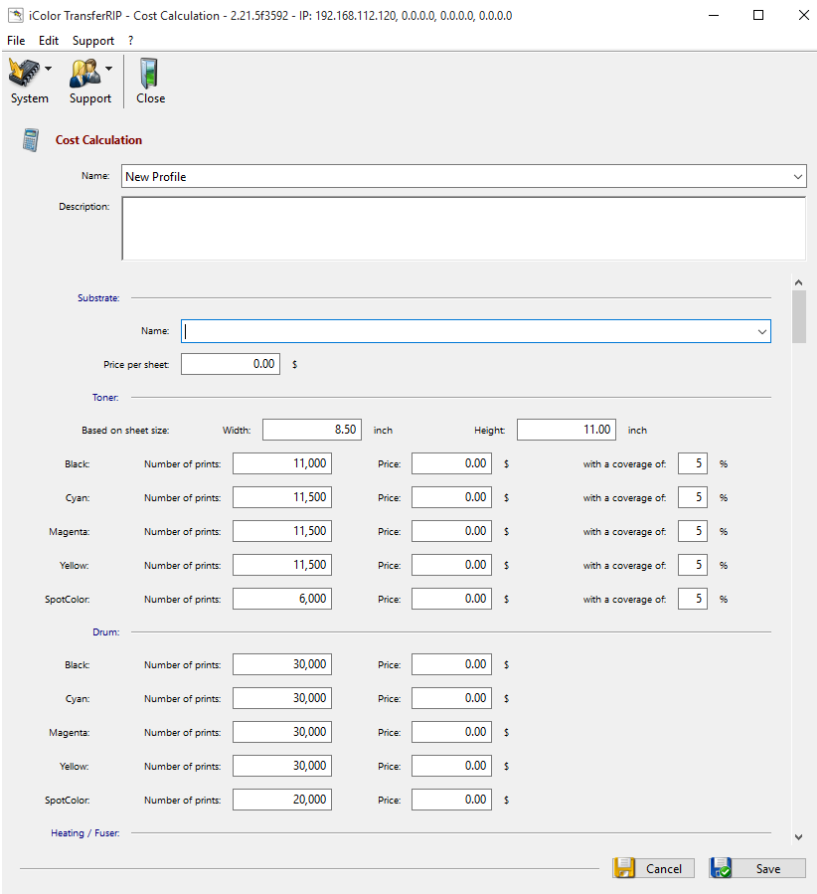 iColor TransferRIP - Cost Calculation - 2.21.5f3592 - IP: 192.168.112.120, 0.0.0.0, 0.0.0.0, 0.0.0.0
File Edit Support ?
System Support Close
Cost Calculation
Name: New Profile
Description:
Substrate:
Name:
Price per sheet: 0.00 $
Toner:
Based on sheet size: Width: 8.50 inch Height: 11.00 inch
Black: Number of prints: 11,000 Price: 0.00 $ with a coverage of: 5 %
Cyan: Number of prints: 11,500 Price: 0.00 $ with a coverage of: 5 %
Magenta: Number of prints: 11,500 Price: 0.00 $ with a coverage of: 5 %
Yellow: Number of prints: 11,500 Price: 0.00 $ with a coverage of: 5 %
SpotColor: Number of prints: 6,000 Price: 0.00 $ with a coverage of: 5 %
Drum:
Black: Number of prints: 30,000 Price: 0.00 $
Cyan: Number of prints: 30,000 Price: 0.00 $
Magenta: Number of prints: 30,000 Price: 0.00 $
Yellow: Number of prints: 30,000 Price: 0.00 $
SpotColor: Number of prints: 20,000 Price: 0.00 $
Heating / Fuser:
Cancel Save